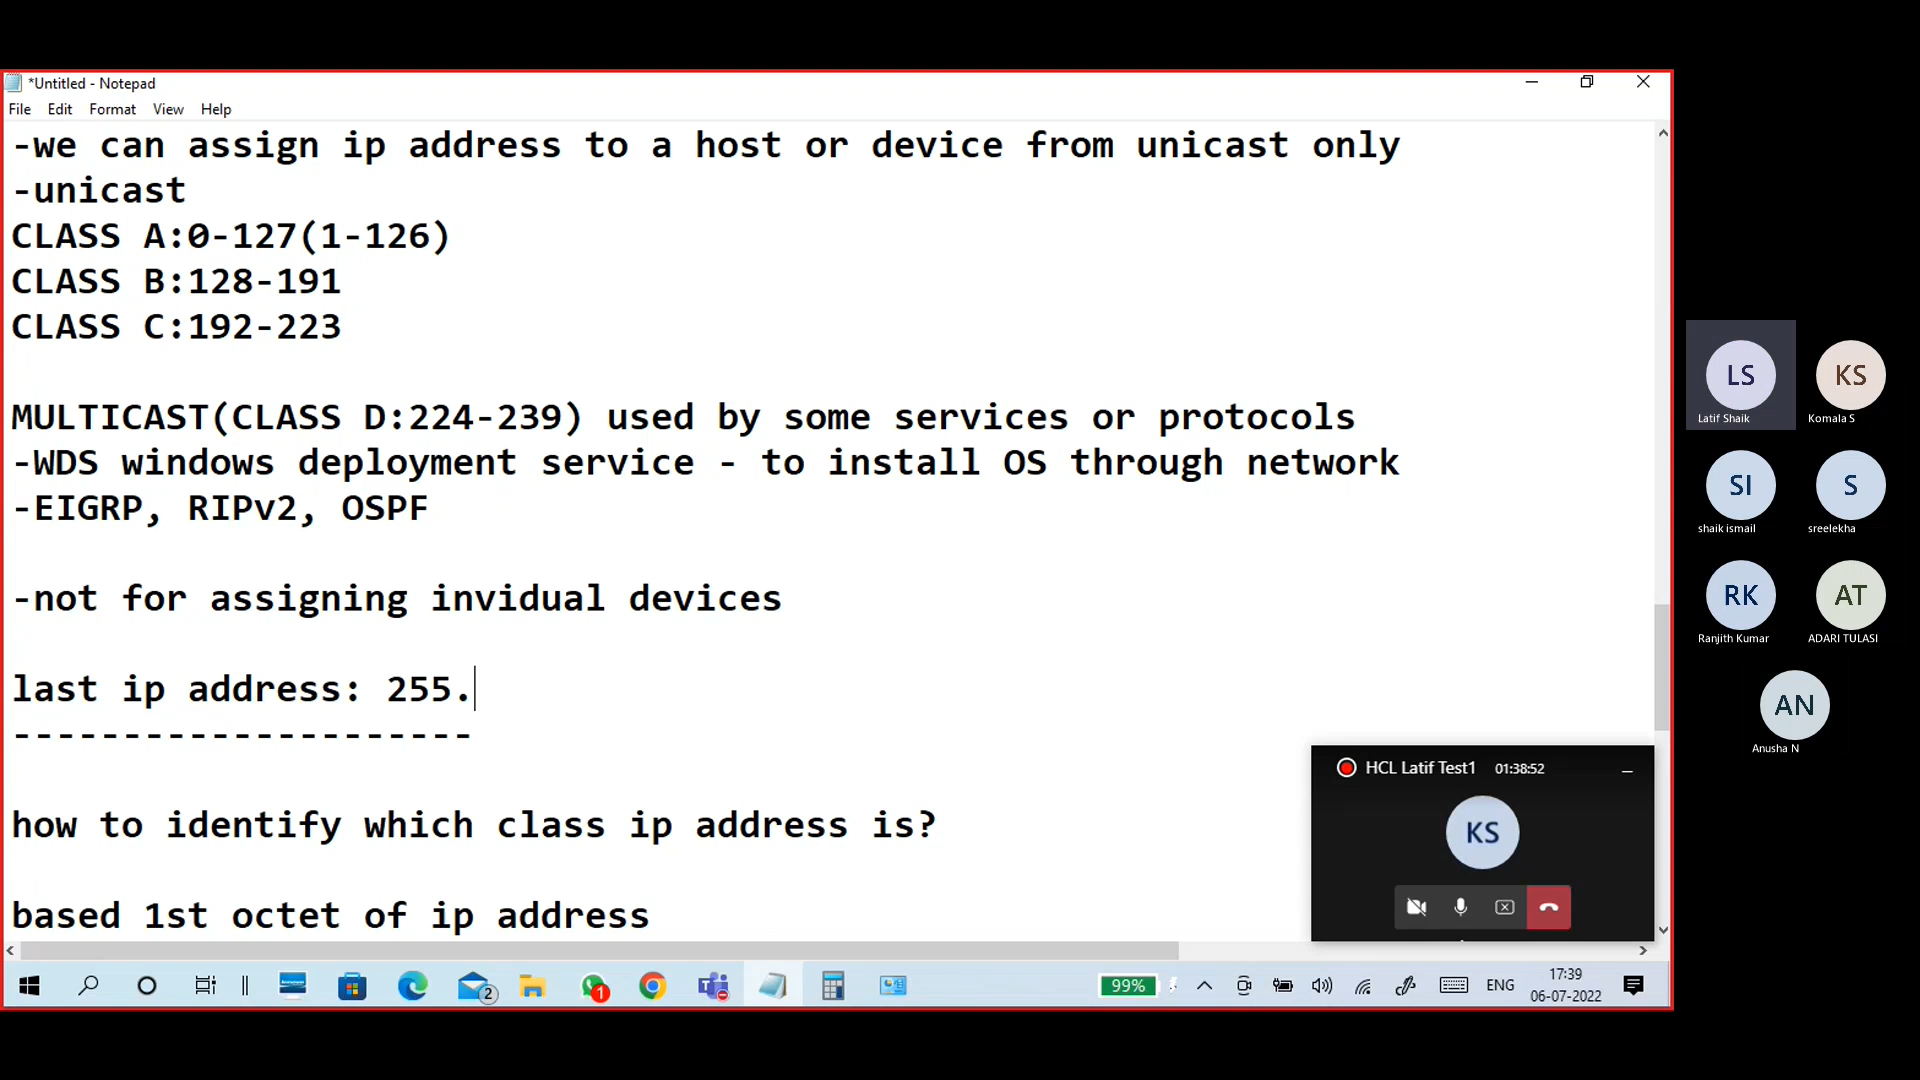 *Untitled - Notepad
File Edit Format View Help
-we can assign ip address to a host or device from unicast only
-unicast
CLASS A:0-127(1-126)
CLASS B:128-191
CLASS C:192-223
MULTICAST(CLASS D:224-239) used by some services or protocols
-WDS windows deployment service - to install OS through network
-EIGRP, RIPv2, OSPF
-not for assigning invidual devices
last ip address: 255.
---------------------
how to identify which class ip address is?
based 1st octet of ip address
HCL Latif Test1 01:38:52
KS
2
1
99%
ENG
17:39
06-07-2022
LS KS
Latif Shaik Komala S
SI S
shaik ismail sreelekha
RK AT
Ranjith Kumar ADARI TULASI
AN
Anusha N